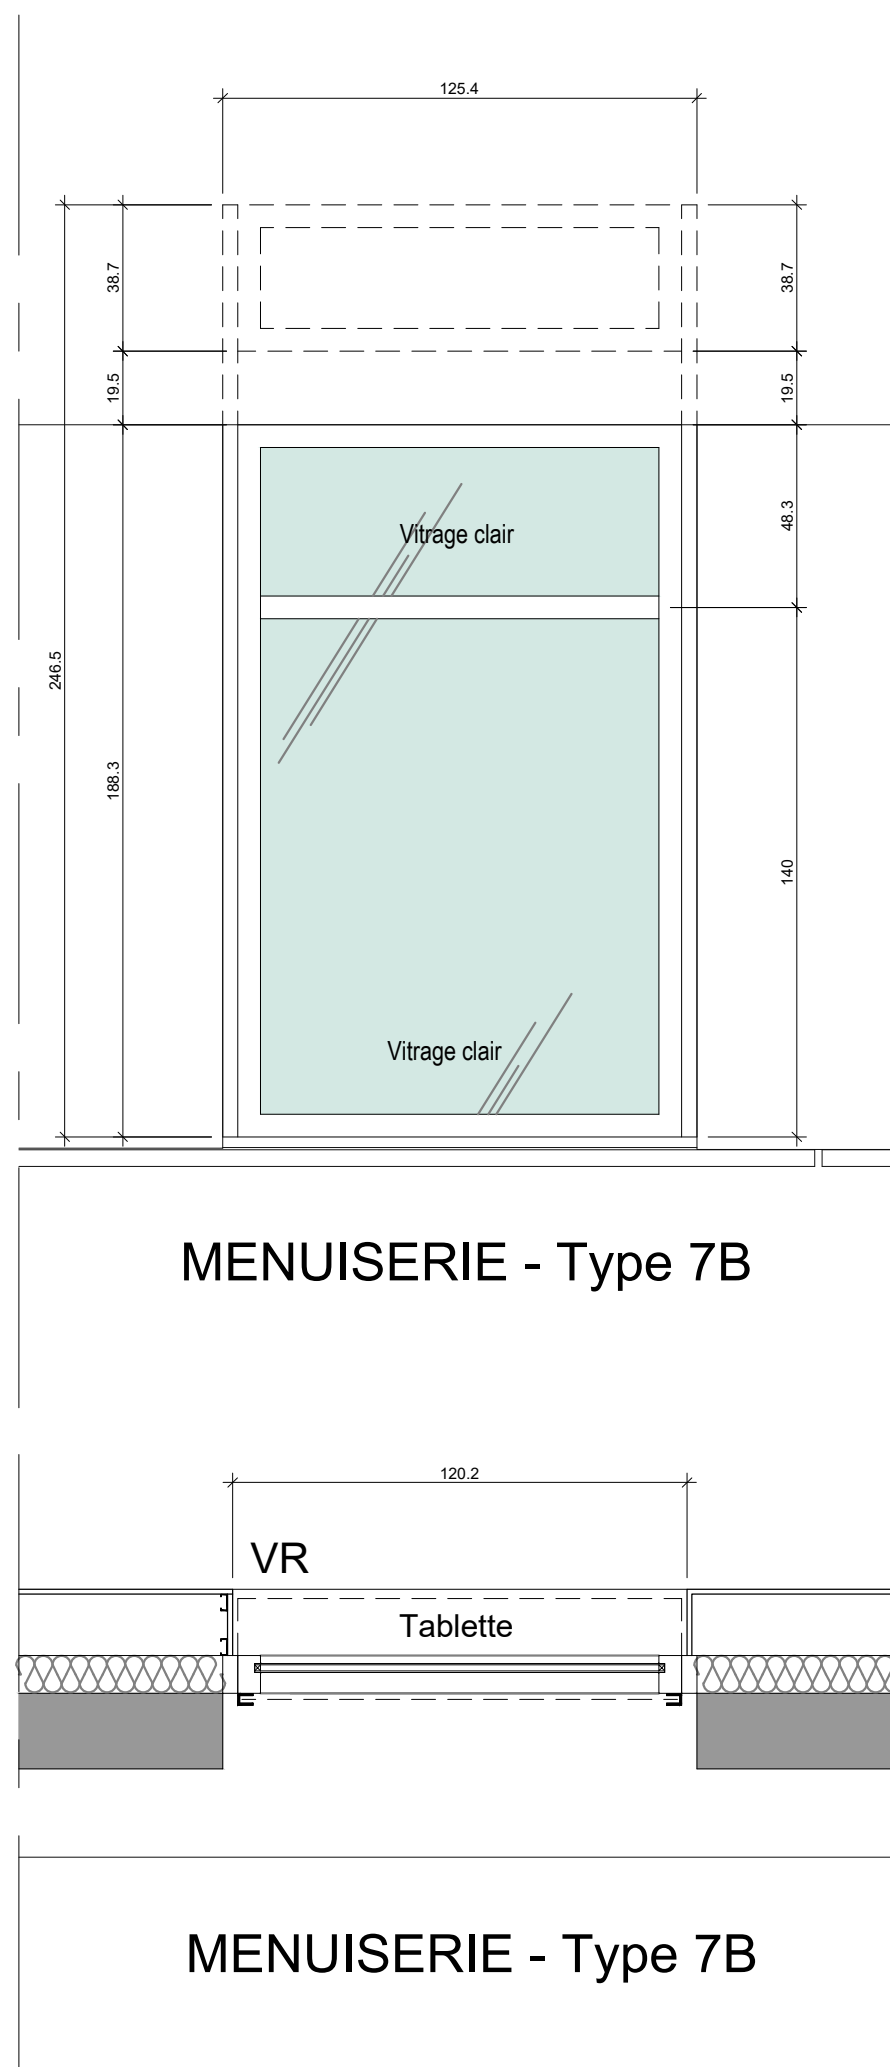 125.4
38.7
38.7
19.5
19.5
48.3
Vitrage clair
246.5
188.3
140
Vitrage clair
MENUISERIE - Type 7B
120.2
VR
Tablette
MENUISERIE - Type 7B